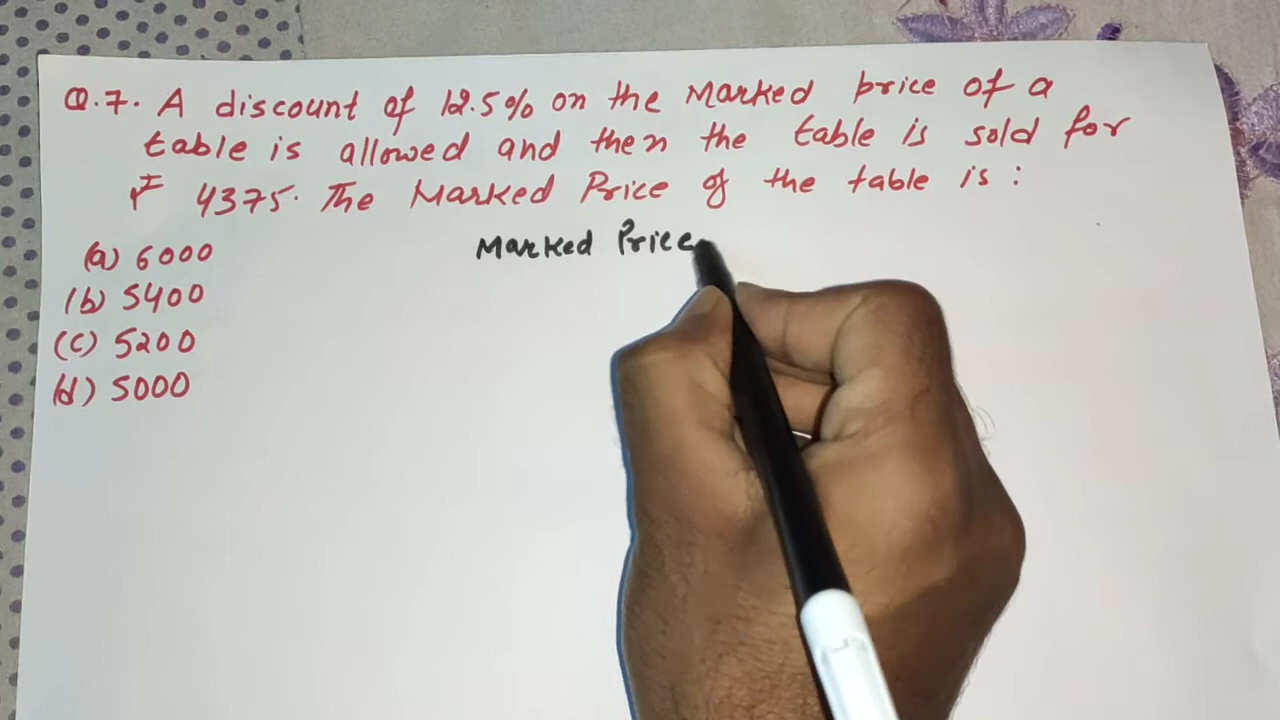 Q.7. A discount of 12.5% on the Marked price of a
table is allowed and then the table is sold for
₹ 4375. The Marked Price of the table is :
Marked Price
(a) 6000
(b) 5400
(c) 5200
(d) 5000